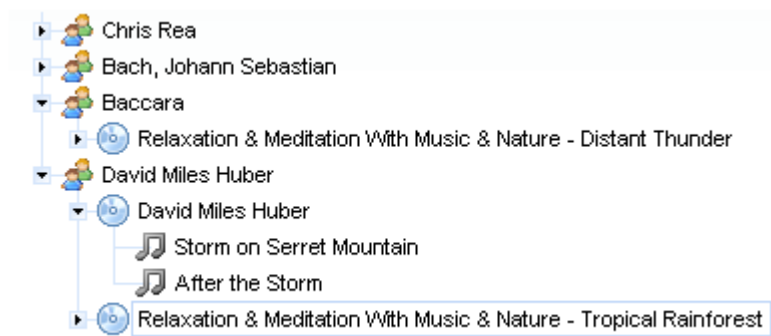 Chris Rea
Bach, Johann Sebastian
Baccara
Relaxation & Meditation With Music & Nature - Distant Thunder
David Miles Huber
David Miles Huber
Storm on Serret Mountain
After the Storm
Relaxation & Meditation With Music & Nature - Tropical Rainforest